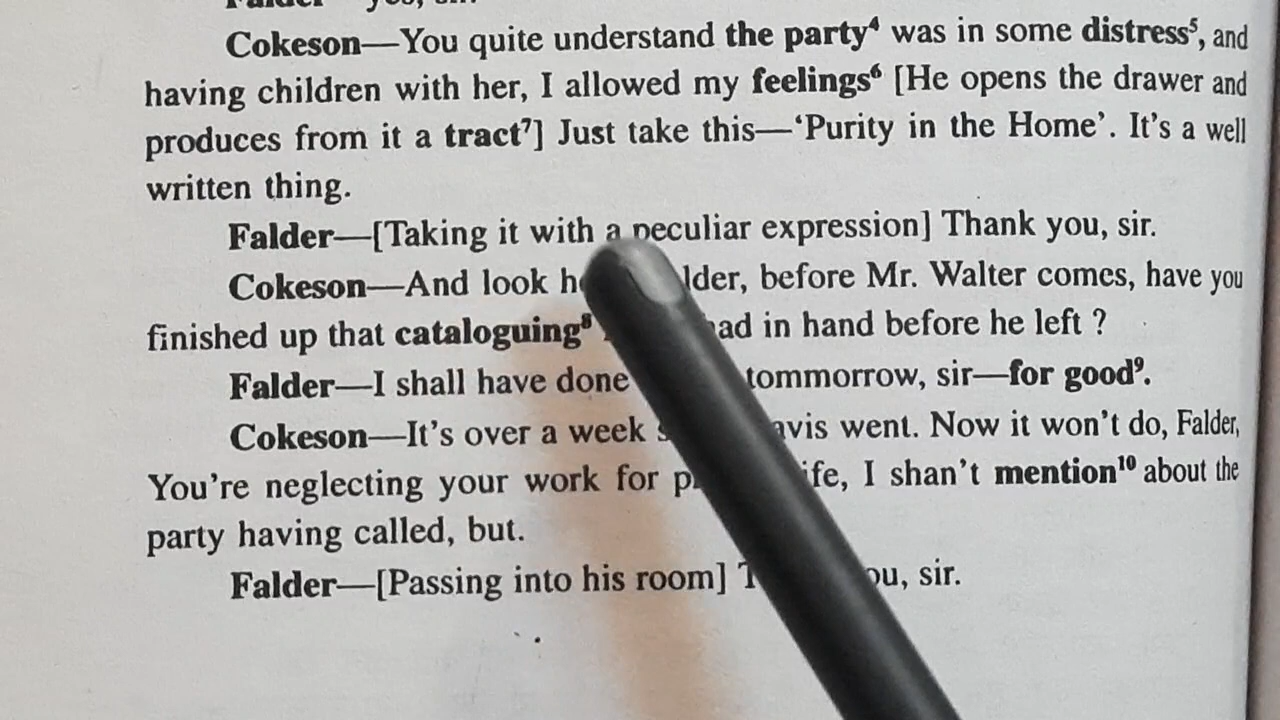 Falder—yes, sir.
Cokeson—You quite understand the party⁴ was in some distress⁵, and
having children with her, I allowed my feelings⁶ [He opens the drawer and
produces from it a tract⁷] Just take this—‘Purity in the Home’. It's a well
written thing.
Falder—[Taking it with a peculiar expression] Thank you, sir.
Cokeson—And look before Mr. Walter comes, have you
finished up that cataloguing⁸ in hand before he left ?
Falder—I shall have done tommorrow, sir—for good⁹.
Cokeson—It's over a week went. Now it won't do, Falder,
You're neglecting your work for I shan't mention¹⁰ about the
party having called, but.
Falder—[Passing into his room] sir.